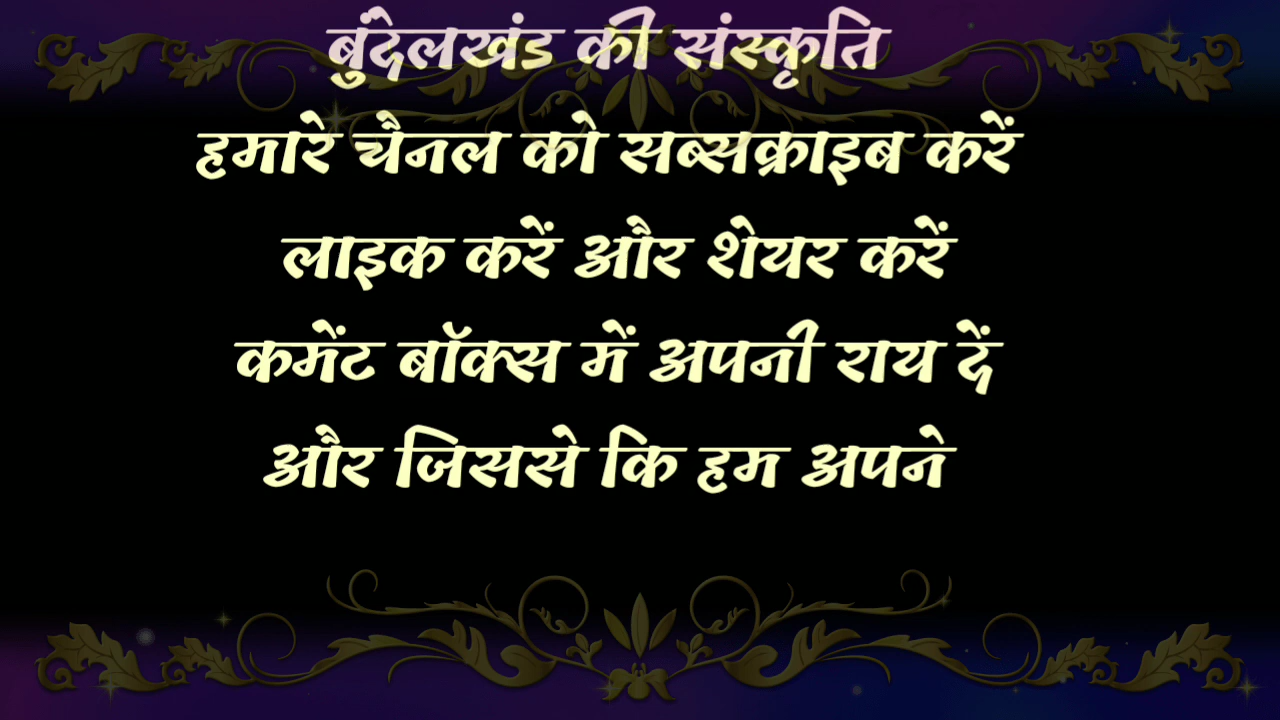 बुंदेलखंड की संस्कृति
हमारे चैनल को सब्सक्राइब करें
लाइक करें और शेयर करें
कमेंट बॉक्स में अपनी राय दें
और जिससे कि हम अपने